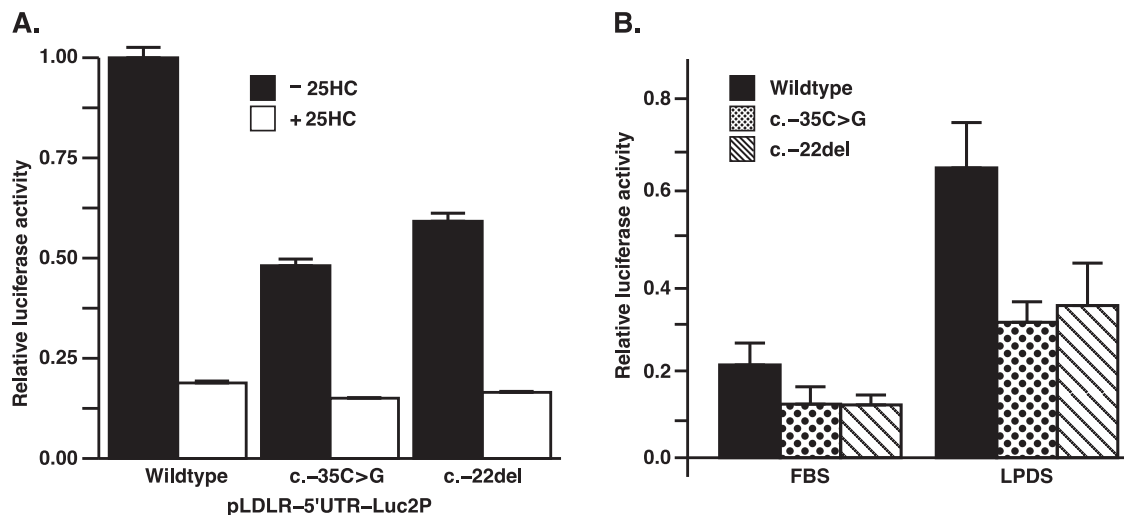 A.
Relative luciferase activity
1.00
0.75
0.50
0.25
0.00
– 25HC
+ 25HC
Wildtype
c.–35C>G
c.–22del
pLDLR–5'UTR–Luc2P
B.
Relative luciferase activity
0.8
0.6
0.4
0.2
0.0
Wildtype
c.–35C>G
c.–22del
FBS
LPDS